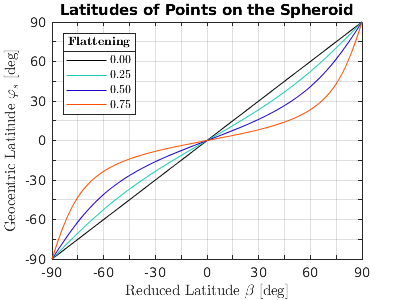 Latitudes of Points on the Spheroid
Flattening
0.00
0.25
0.50
0.75
Geocentric Latitude φ_s [deg]
90
60
30
0
-30
-60
-90
-90 -60 -30 0 30 60 90
Reduced Latitude β [deg]